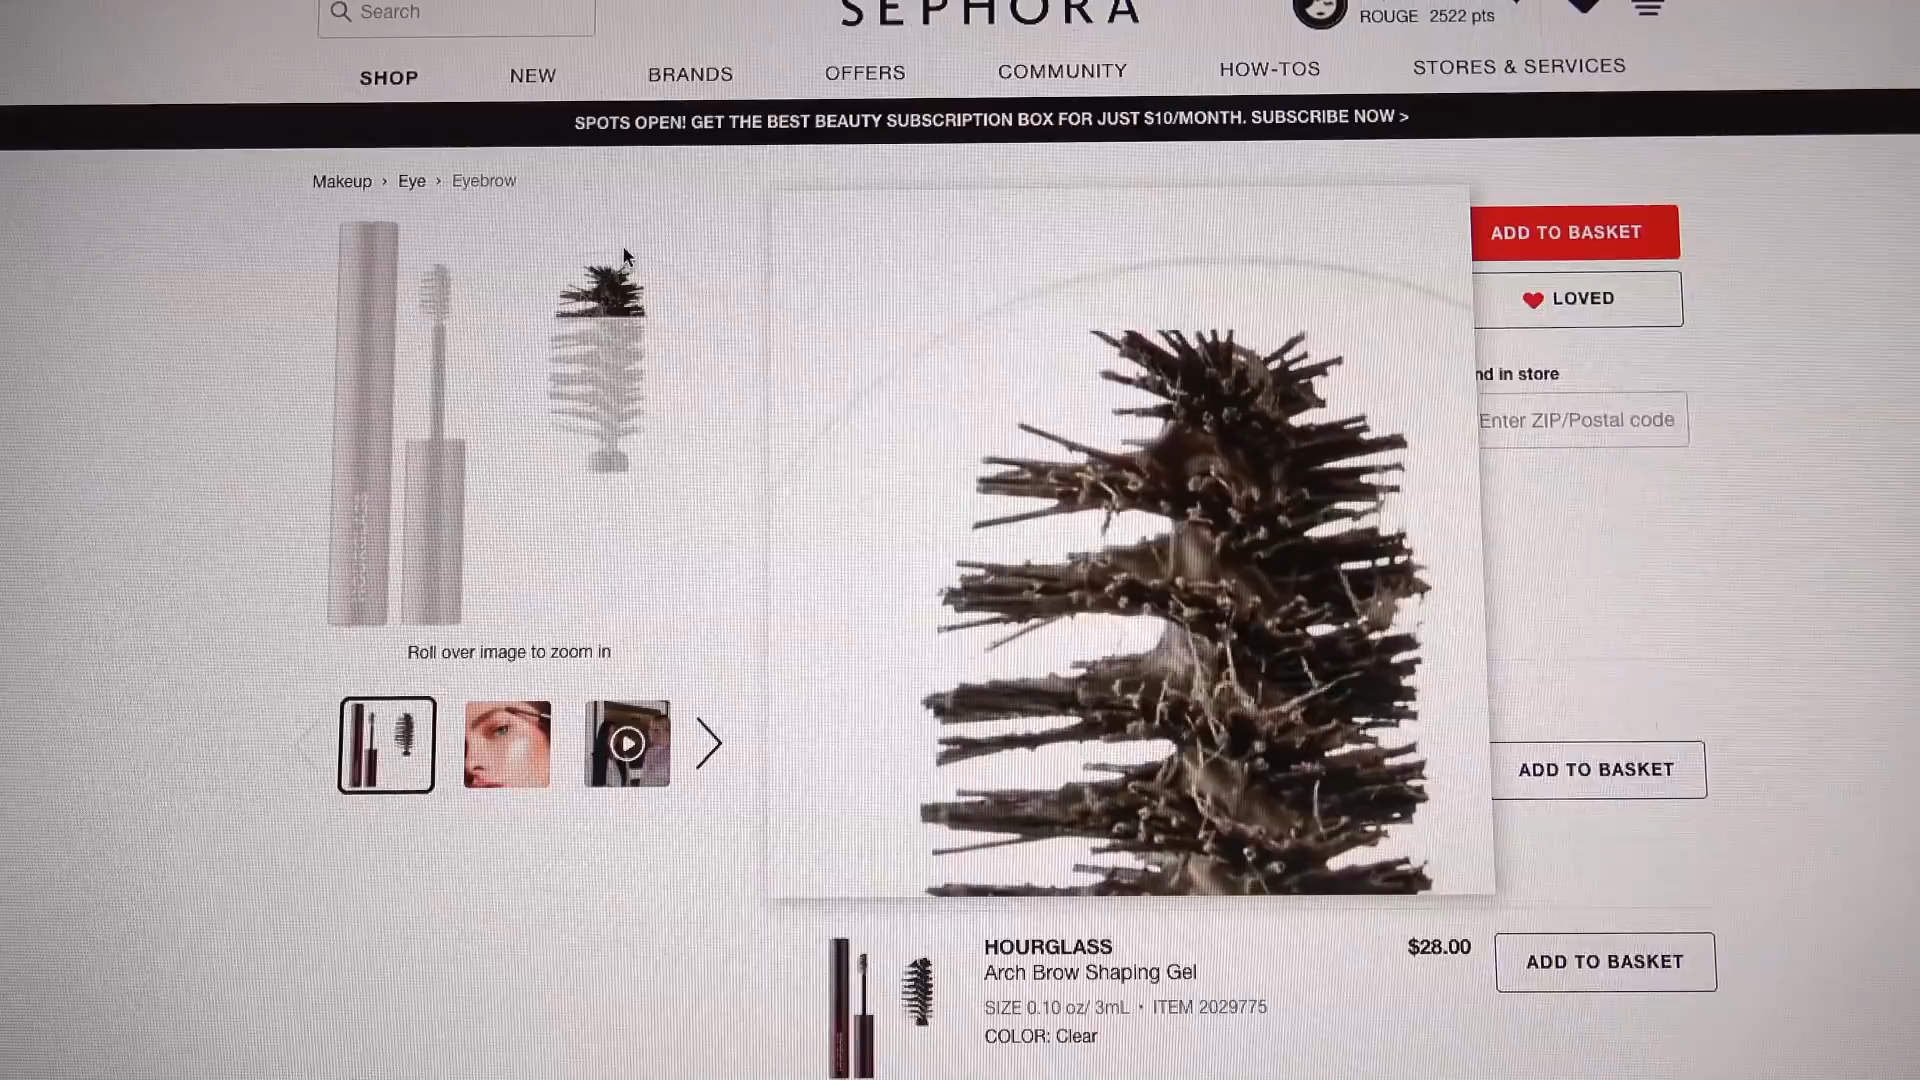 Search
SEPHORA
ROUGE 2522 pts
SHOP
NEW
BRANDS
OFFERS
COMMUNITY
HOW-TOS
STORES & SERVICES
SPOTS OPEN! GET THE BEST BEAUTY SUBSCRIPTION BOX FOR JUST $10/MONTH. SUBSCRIBE NOW >
Makeup › Eye › Eyebrow
ADD TO BASKET
LOVED
nd in store
Enter ZIP/Postal code
HOURGLASS
Roll over image to zoom in
ADD TO BASKET
HOURGLASS
$28.00
Arch Brow Shaping Gel
ADD TO BASKET
SIZE 0.10 oz/ 3mL • ITEM 2029775
COLOR: Clear